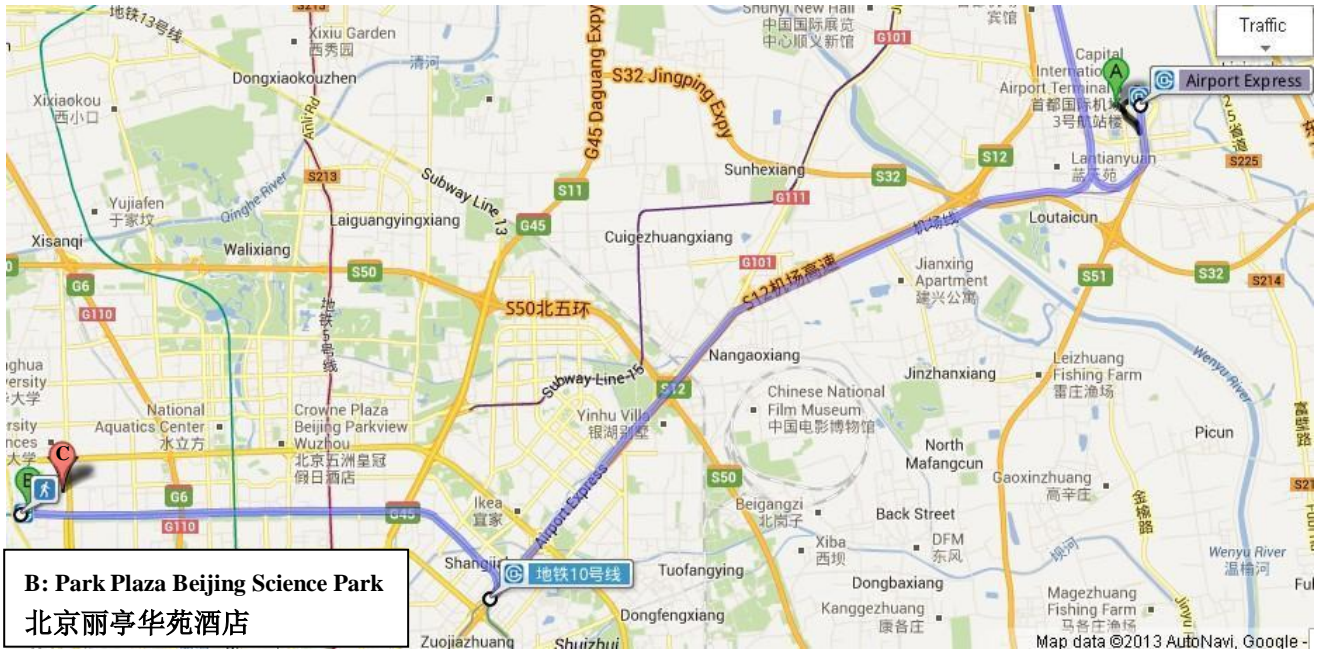 地铁13号线
S213
Xixiu Garden
西秀园
清河
Dongxiaokouzhen
Xixiaokou
西小口
Anli Rd
S213
Subway Line 13
Yujiafen
于家坟
Qinghe River
Laiguangyingxiang
Xisanqi
Walixiang
S50
G6
G110
地铁5号线
G45 Daguang Expy
S32 Jingping Expy
S11
G45
Shunyi New Hall
中国国际展览
中心顺义新馆
宾馆
G101
Capital
International
Airport Terminal
首都国际机场
3号航站楼
A
Airport Express
Traffic
S12
Lantianyuan
S225
Sunhexiang
S32
G111
Cuigezhuangxiang
机场线
Loutaicun
G101
S12机场高速
Jianxing
Apartment
建兴公寓
S51
S32
S214
S50北五环
Nangaoxiang
Subway Line-15
S12
Jinzhanxiang
Leizhuang
Fishing Farm
雷庄渔场
Wenyu River
Chinese National
Film Museum
中国电影博物馆
Yinhu Villa
银湖别墅
National
Aquatics Center
水立方
Crowne Plaza
Beijing Parkview
Wuzhou
北京五洲皇冠
假日酒店
C
B
G6
G110
G45
Ikea
宜家
Airport Express
S50
North
Mafangcun
Picun
Gaoxinzhuang
高辛庄
金榆路
Beigangzi
北岗子
Back Street
Xiba
西坝
DFM
东风
坝河
Wenyu River
温榆河
地铁10号线
Tuofangying
Dongbaxiang
Dongfengxiang
Kanggezhuang
康各庄
Magezhuang
Fishing Farm
马各庄渔场
Zuojiazhuang
Shuizhui
B: Park Plaza Beijing Science Park
北京丽亭华苑酒店
Map data ©2013 AutoNavi, Google -